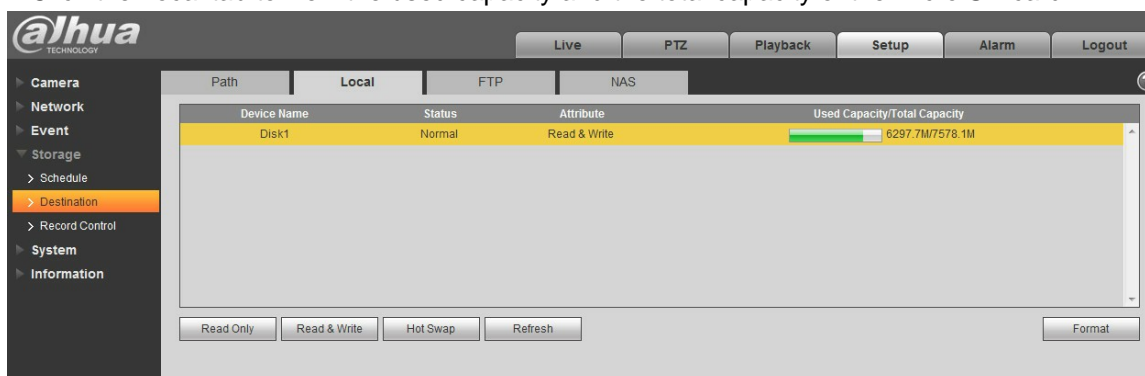 alhua
TECHNOLOGY
Live PTZ Playback Setup Alarm Logout
Camera
Network
Event
Storage
Schedule
Destination
Record Control
System
Information
Path Local FTP NAS
Device Name Status Attribute Used Capacity/Total Capacity
Disk1 Normal Read & Write 6297.7M/7578.1M
Read Only Read & Write Hot Swap Refresh Format